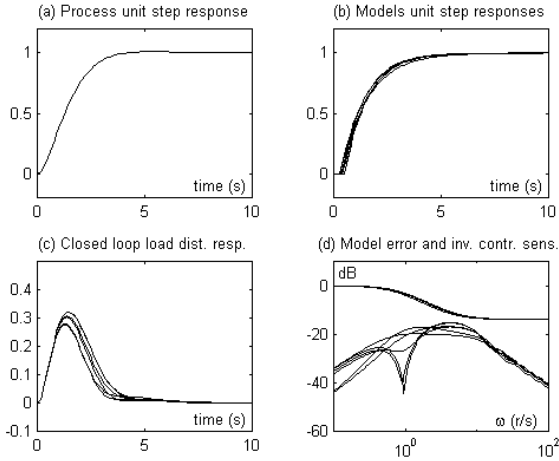 (a) Process unit step response
1
0.5
0
time (s)
0 5 10
(b) Models unit step responses
1
0.5
0
time (s)
0 5 10
(c) Closed loop load dist. resp.
0.4
0.3
0.2
0.1
0
-0.1
time (s)
0 5 10
(d) Model error and inv. contr. sens.
dB
0
-20
-40
-60
ω (r/s)
10^0 10^2